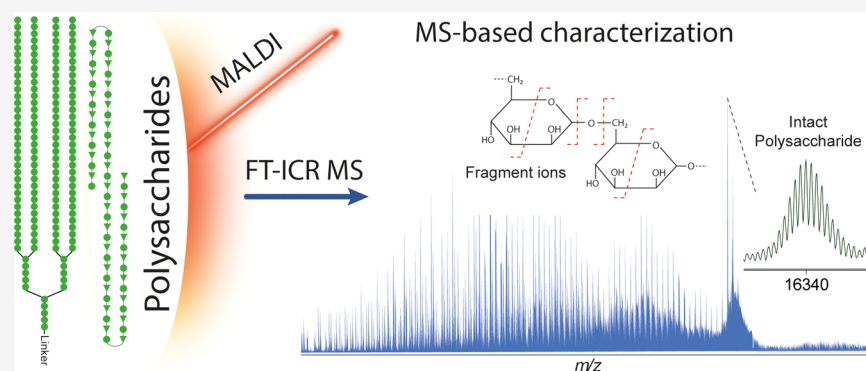 MS-based characterization
MALDI
Polysaccharides
Linker
FT-ICR MS
CH₂
O
OH
OH
HO
O
CH₂
O
OH
OH
HO
O
Fragment ions
Intact
Polysaccharide
16340
m/z